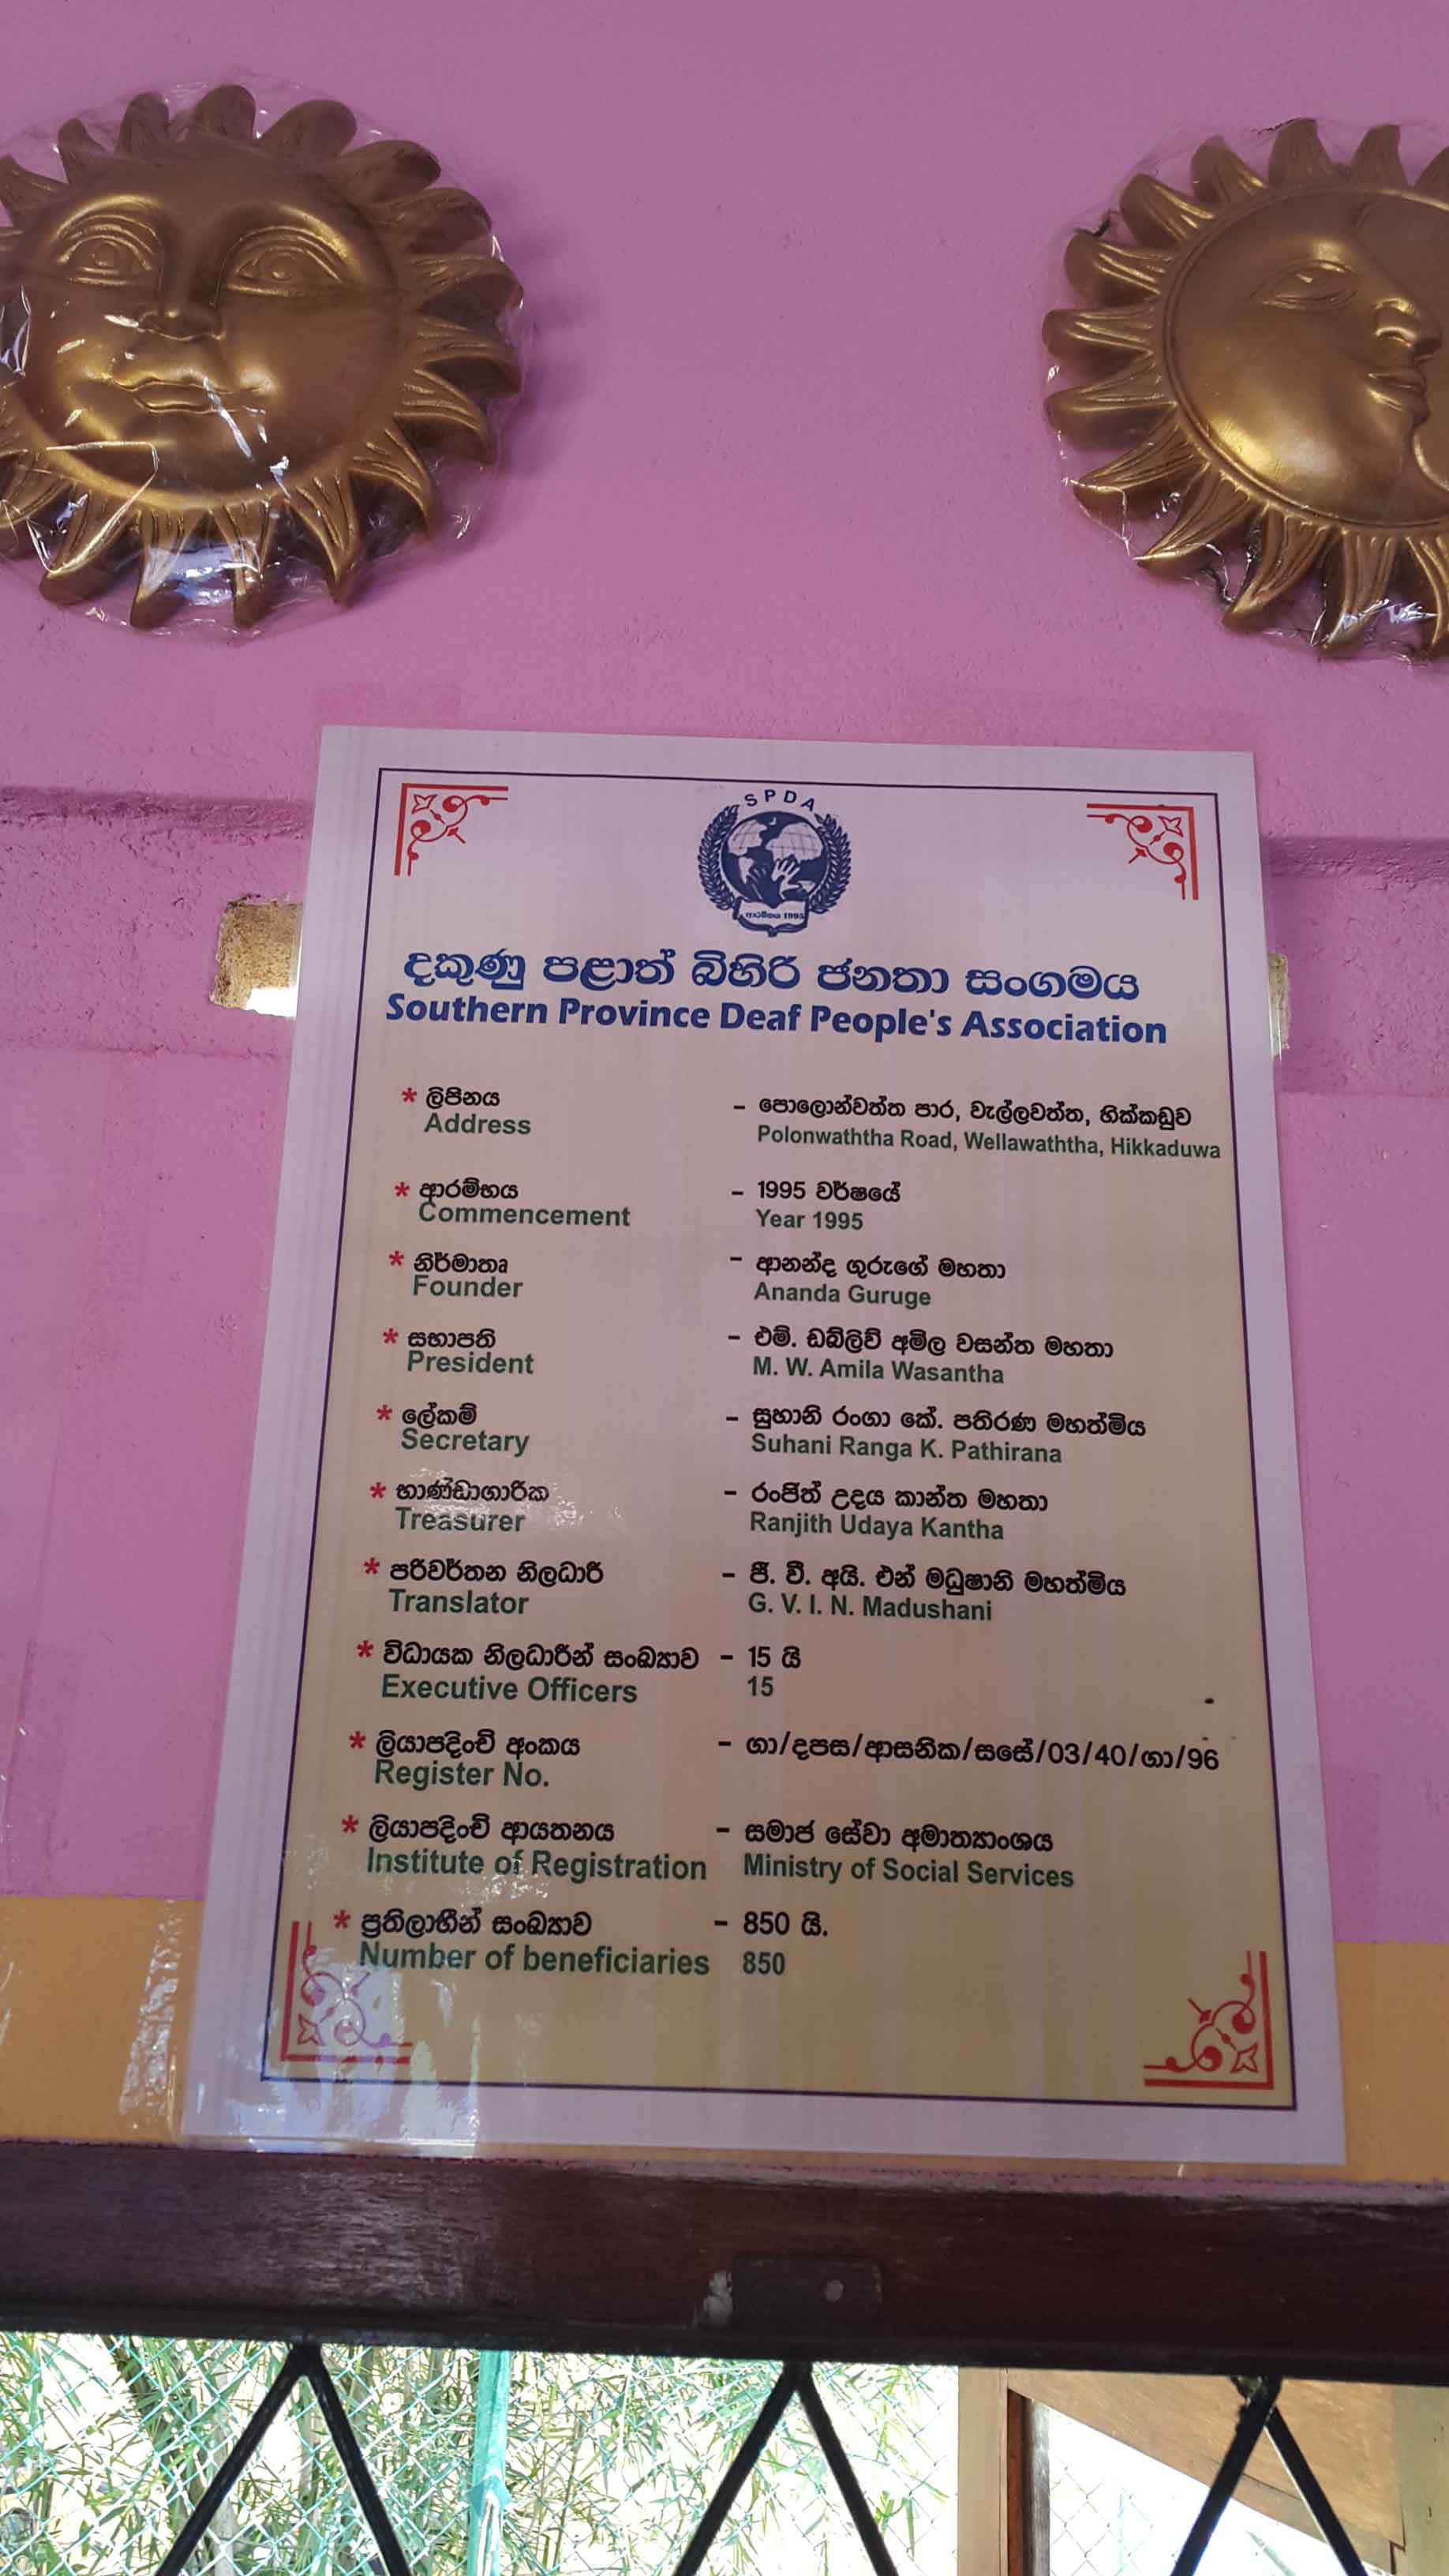 SPDA
ආරම්භය 1995
දකුණු පළාත් බිහිරි ජනතා සංගමය
Southern Province Deaf People's Association
* ලිපිනය - පොලොන්වත්ත පාර, වැල්ලවත්ත, හික්කඩුව
Address Polonwaththa Road, Wellawaththa, Hikkaduwa
* ආරම්භය - 1995 වර්ෂයේ
Commencement Year 1995
* නිර්මාතෘ - ආනන්ද ගුරුගේ මහතා
Founder Ananda Guruge
* සභාපති - එම්. ඩබ්ලිව් අමිල වසන්ත මහතා
President M. W. Amila Wasantha
* ලේකම් - සුහානි රංගා කේ. පතිරණ මහත්මිය
Secretary Suhani Ranga K. Pathirana
* භාණ්ඩාගාරික - රංජිත් උදය කාන්ත මහතා
Treasurer Ranjith Udaya Kantha
* පරිවර්තන නිලධාරී - ජී. වී. අයි. එන් මධුෂානි මහත්මිය
Translator G. V. I. N. Madushani
* විධායක නිලධාරීන් සංඛ්‍යාව - 15 යි
Executive Officers 15
* ලියාපදිංචි අංකය - ගා/දපස/ආසනික/සසේ/03/40/ගා/96
Register No.
* ලියාපදිංචි ආයතනය - සමාජ සේවා අමාත්‍යාංශය
Institute of Registration Ministry of Social Services
* ප්‍රතිලාභීන් සංඛ්‍යාව - 850 යි.
Number of beneficiaries 850